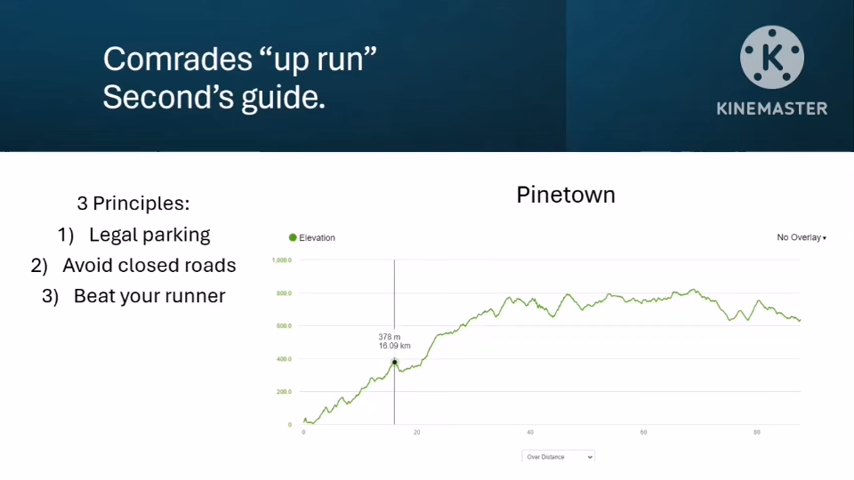 Comrades “up run”
Second’s guide.
KINEMASTER
3 Principles:
1) Legal parking
2) Avoid closed roads
3) Beat your runner
Pinetown
Elevation
No Overlay
1,000.0
800.0
600.0
400.0
200.0
0
378 m
16.09 km
0 20 40 60 80
Over Distance